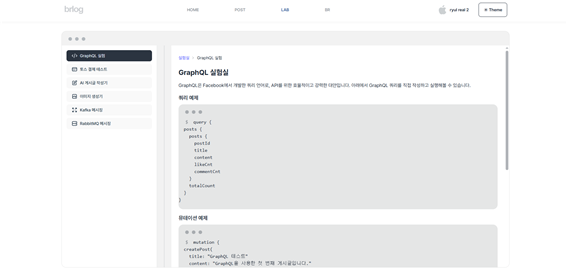 brlog
HOME
POST
LAB
BR
ryul real 2
Theme
GraphQL 실험
토스 결제 테스트
AI 게시글 작성기
이미지 생성기
Kafka 메시징
RabbitMQ 메시징
실험실 > GraphQL 실험
GraphQL 실험실
GraphQL은 Facebook에서 개발한 쿼리 언어로, API를 위한 효율적이고 강력한 대안입니다. 아래에서 GraphQL 쿼리를 직접 작성하고 실행해볼 수 있습니다.
쿼리 예제
query {
posts {
posts {
postId
title
content
likeCnt
commentCnt
}
totalCount
}
}
뮤테이션 예제
mutation {
createPost(
title: "GraphQL 테스트"
content: "GraphQL을 사용한 첫 번째 게시글입니다."